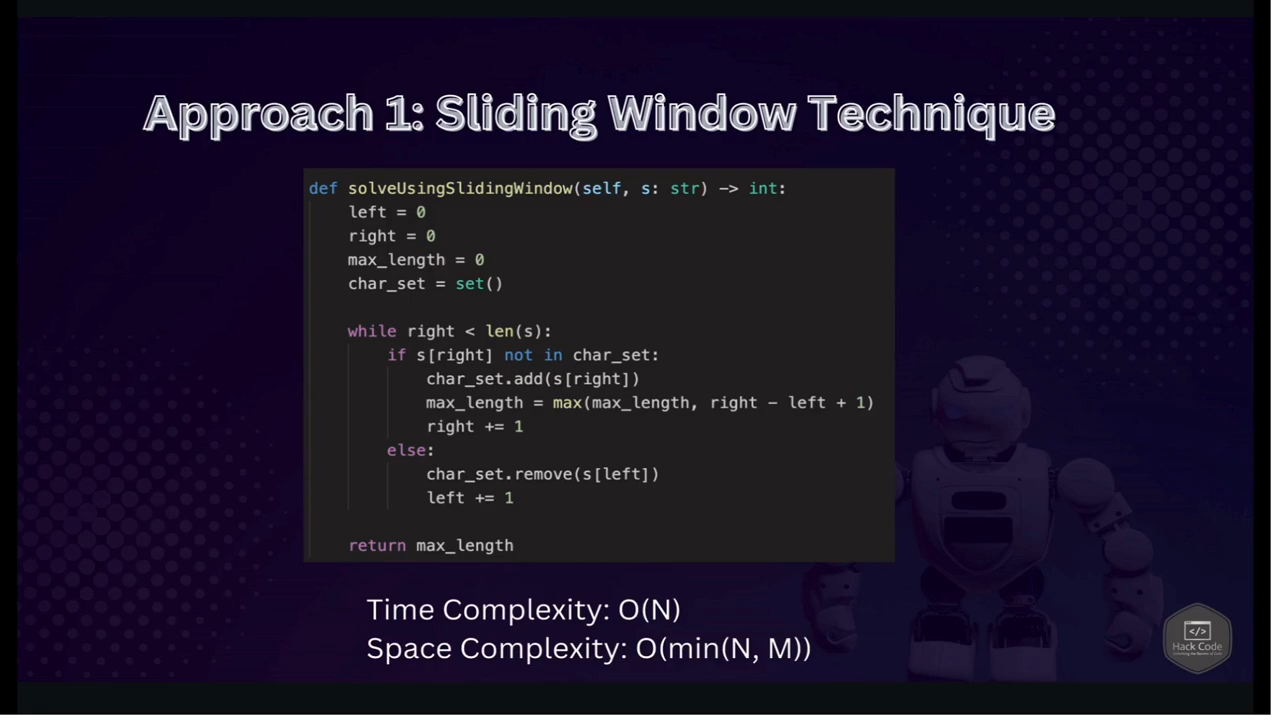 Approach 1: Sliding Window Technique
def solveUsingSlidingWindow(self, s: str) -> int:
left = 0
right = 0
max_length = 0
char_set = set()
while right < len(s):
if s[right] not in char_set:
char_set.add(s[right])
max_length = max(max_length, right - left + 1)
right += 1
else:
char_set.remove(s[left])
left += 1
return max_length
Time Complexity: O(N)
Space Complexity: O(min(N, M))
</>
Hack Code